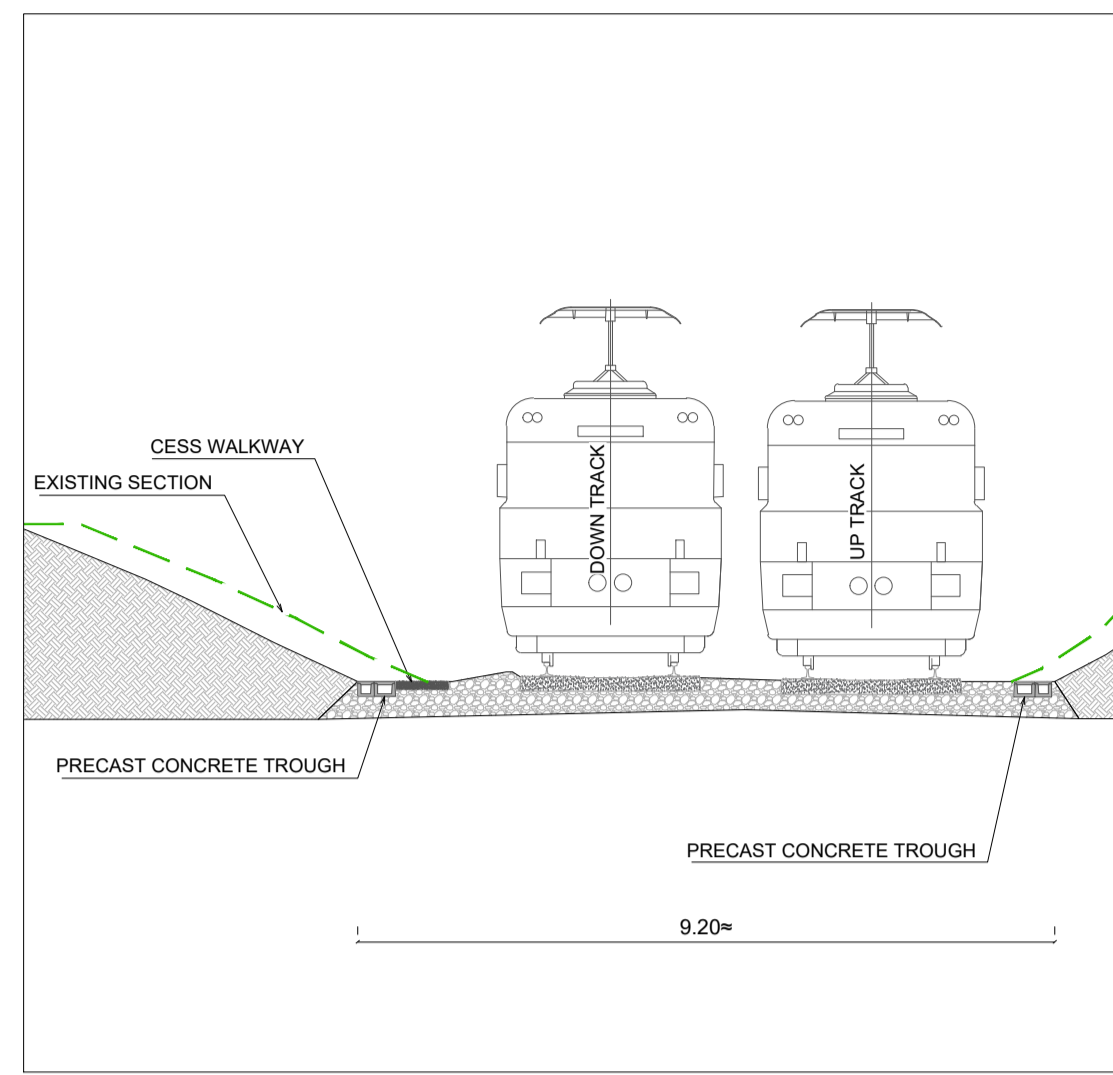 CESS WALKWAY
EXISTING SECTION
DOWN TRACK
UP TRACK
PRECAST CONCRETE TROUGH
PRECAST CONCRETE TROUGH
9.20≈